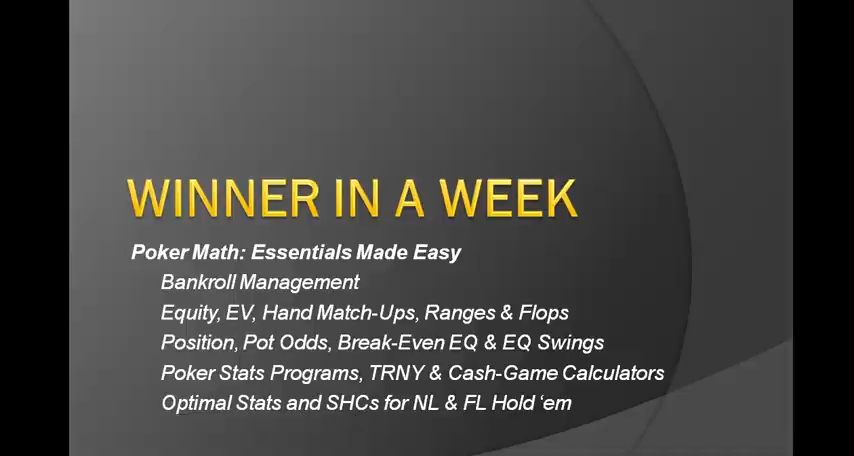 WINNER IN A WEEK
Poker Math: Essentials Made Easy
Bankroll Management
Equity, EV, Hand Match-Ups, Ranges & Flops
Position, Pot Odds, Break-Even EQ & EQ Swings
Poker Stats Programs, TRNY & Cash-Game Calculators
Optimal Stats and SHCs for NL & FL Hold ‘em